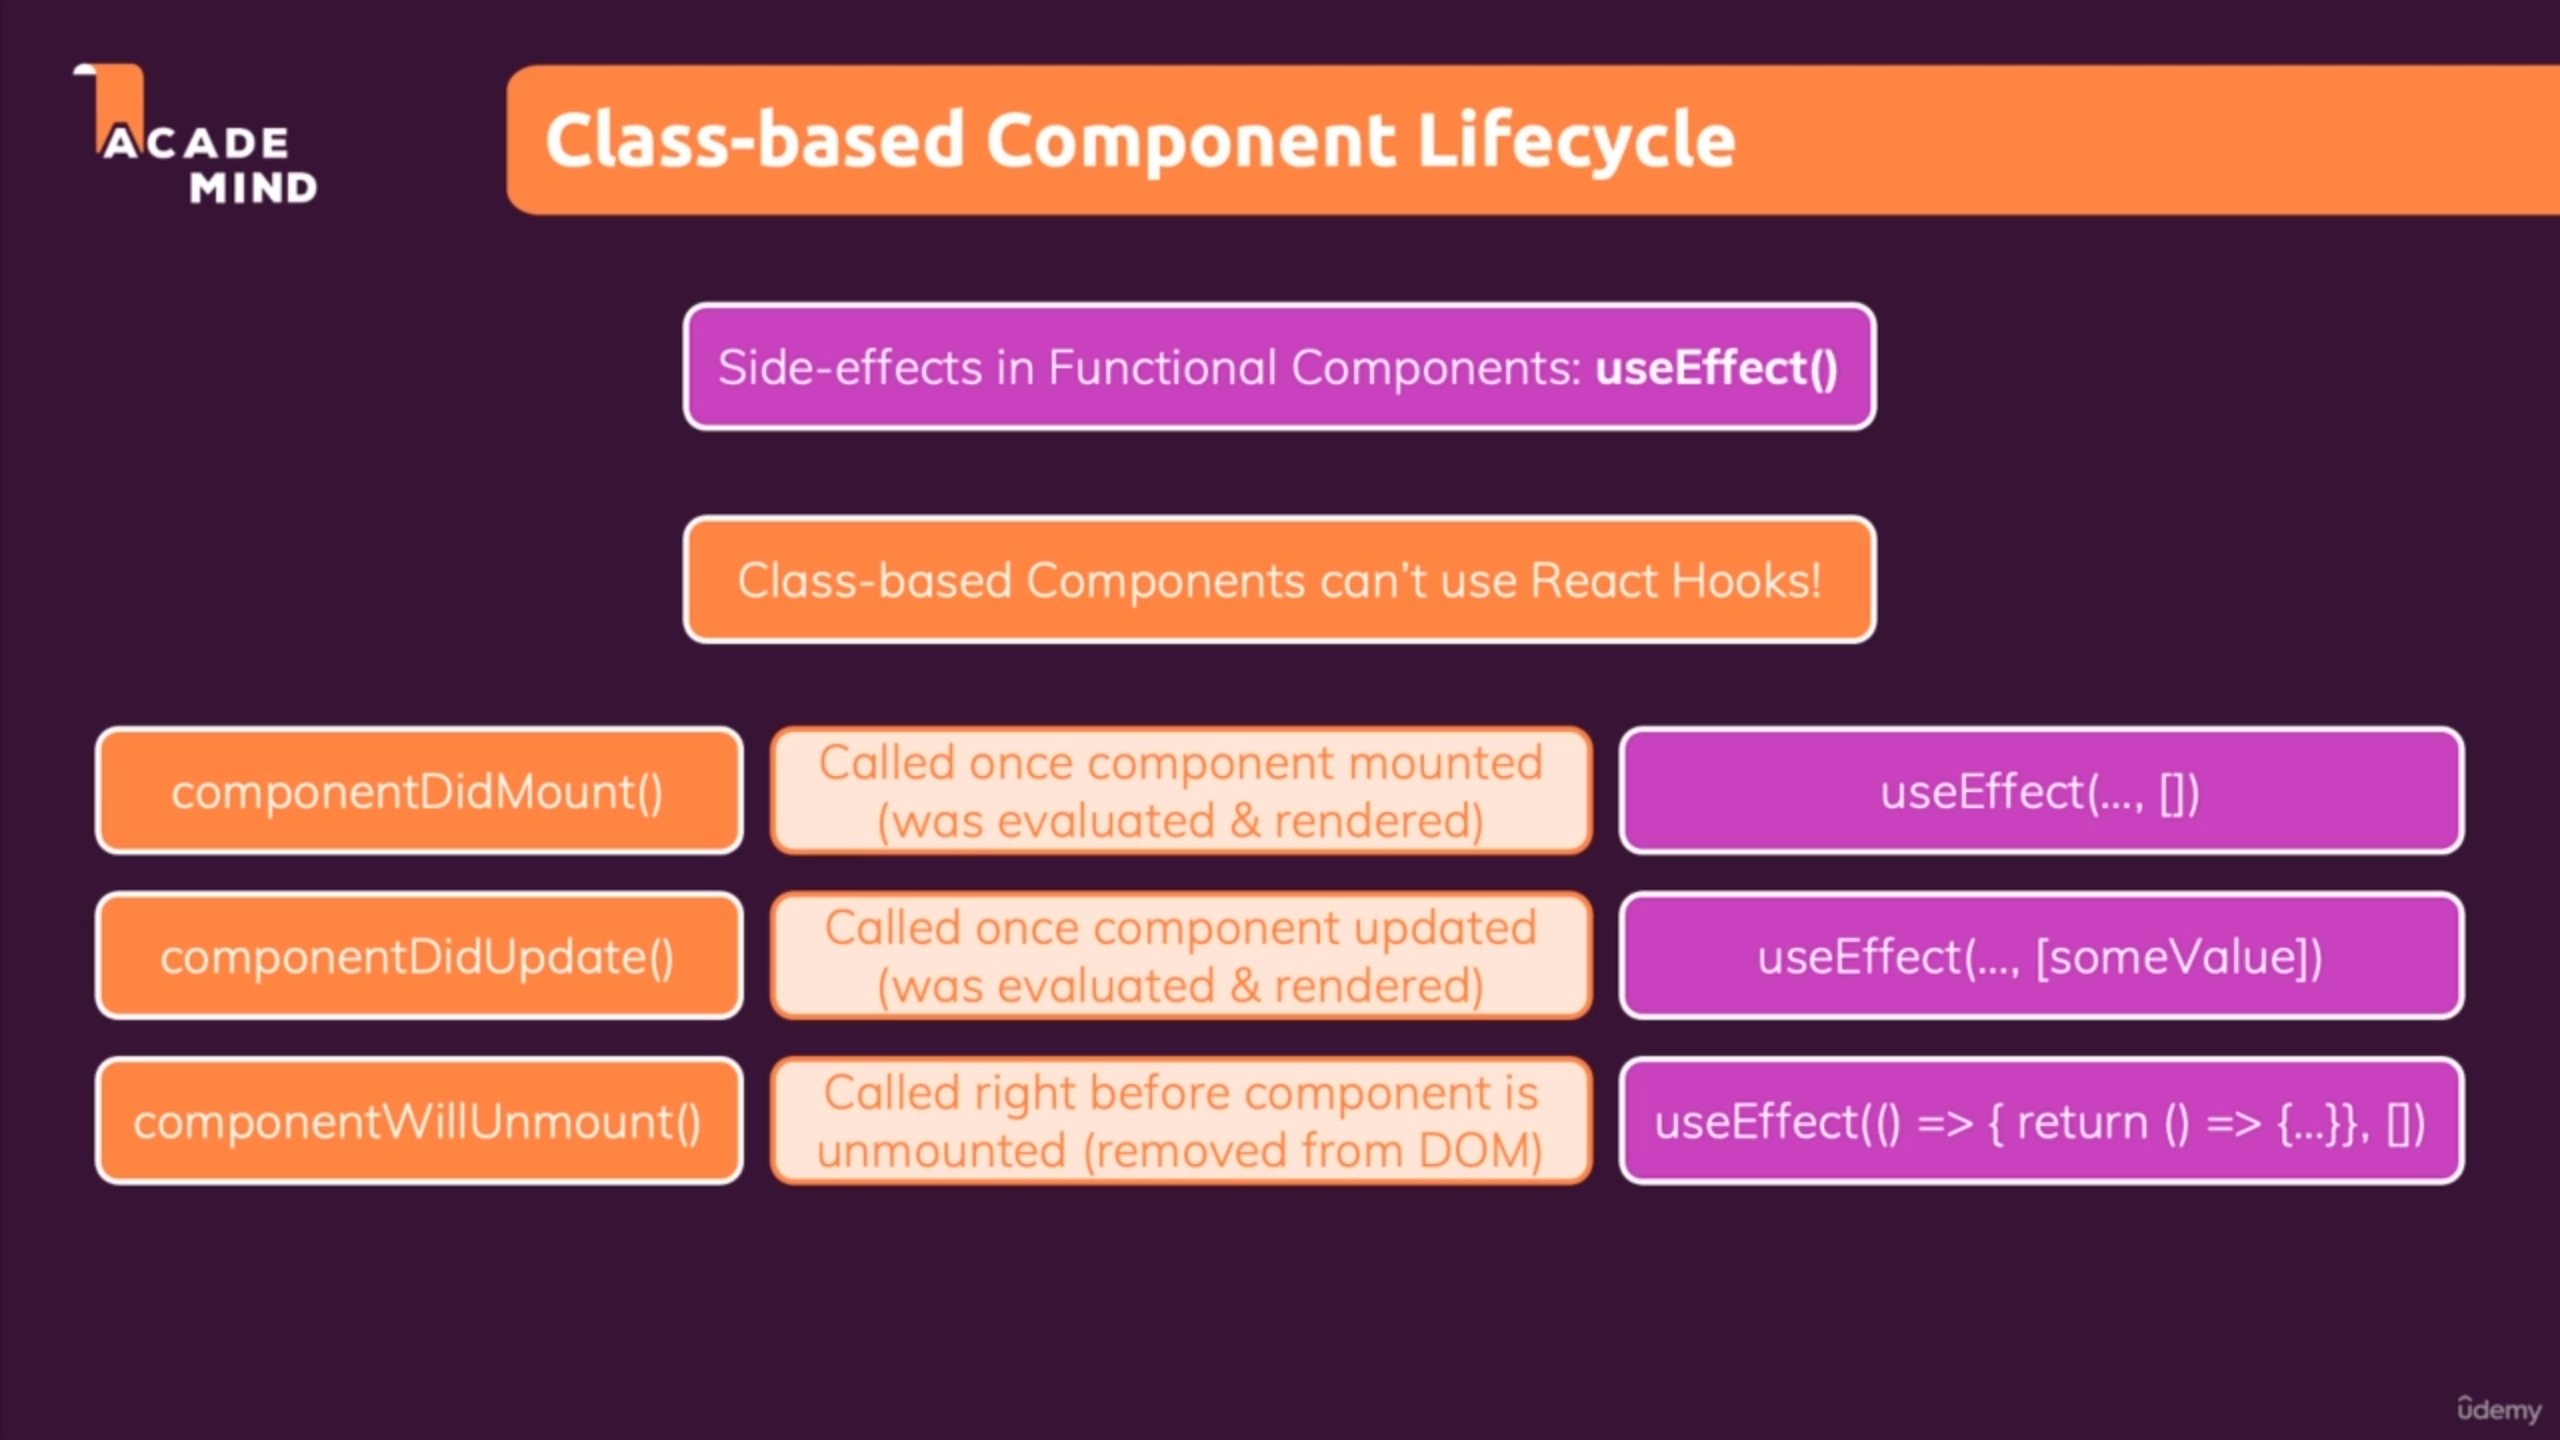 ACADE
MIND
Class-based Component Lifecycle
Side-effects in Functional Components: useEffect()
Class-based Components can't use React Hooks!
componentDidMount()
Called once component mounted
(was evaluated & rendered)
useEffect(..., [])
componentDidUpdate()
Called once component updated
(was evaluated & rendered)
useEffect(..., [someValue])
componentWillUnmount()
Called right before component is
unmounted (removed from DOM)
useEffect(() => { return () => {...}}, [])
ûdemy